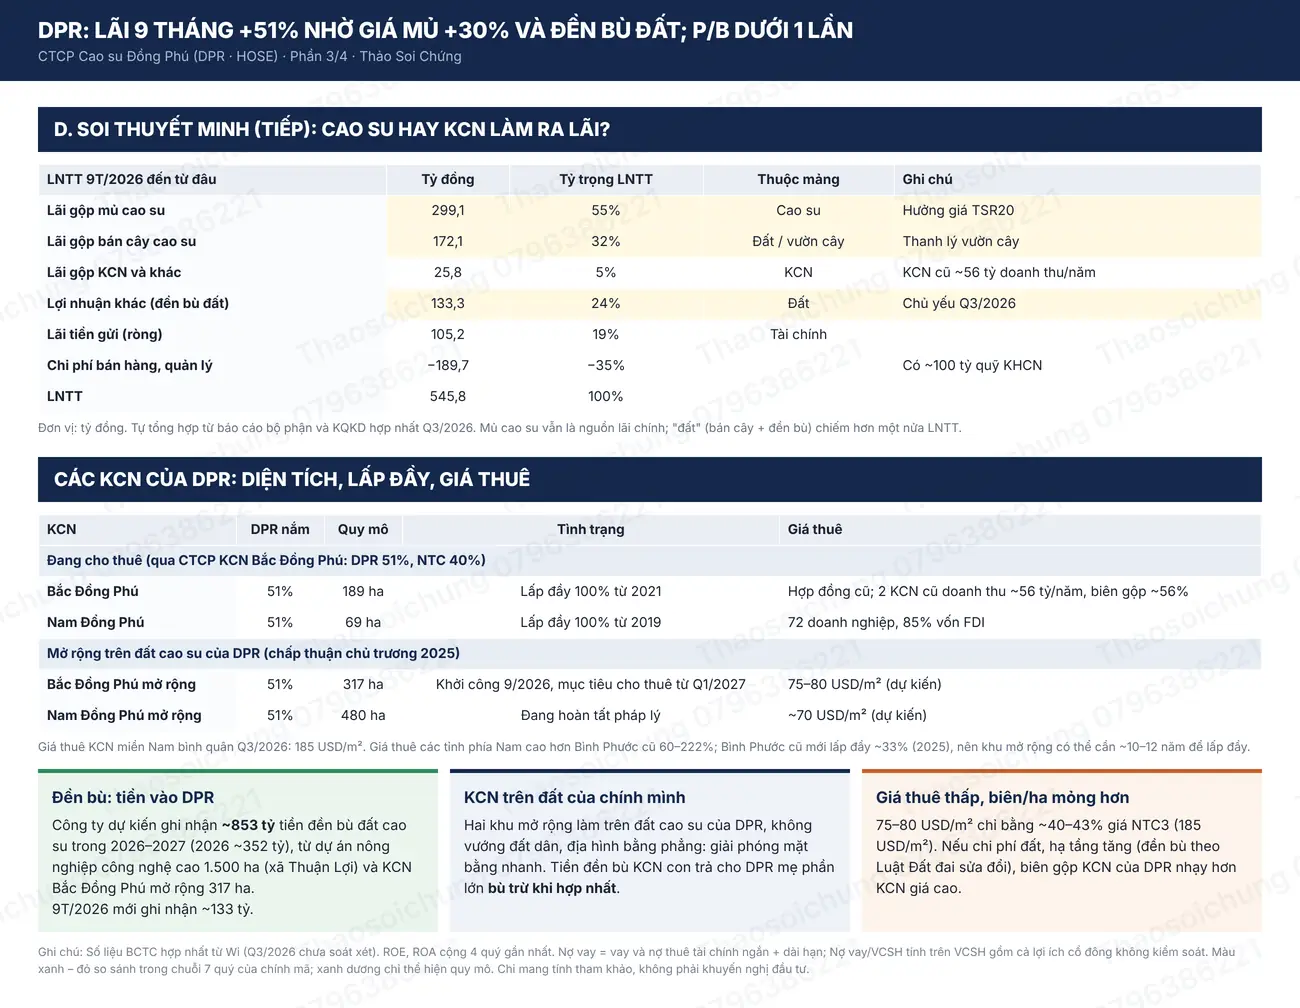 DPR: LÃI 9 THÁNG +51% NHỜ GIÁ MỦ +30% VÀ ĐỀN BÙ ĐẤT; P/B DƯỚI 1 LẦN
CTCP Cao su Đồng Phú (DPR · HOSE) · Phần 3/4 · Thảo Soi Chứng
D. SOI THUYẾT MINH (TIẾP): CAO SU HAY KCN LÀM RA LÃI?
LNTT 9T/2026 đến từ đâu Tỷ đồng Tỷ trọng LNTT Thuộc mảng Ghi chú
Lãi gộp mủ cao su 299,1 55% Cao su Hưởng giá TSR20
Lãi gộp bán cây cao su 172,1 32% Đất / vườn cây Thanh lý vườn cây
Lãi gộp KCN và khác 25,8 5% KCN KCN cũ ~56 tỷ doanh thu/năm
Lợi nhuận khác (đền bù đất) 133,3 24% Đất Chủ yếu Q3/2026
Lãi tiền gửi (ròng) 105,2 19% Tài chính
Chi phí bán hàng, quản lý −189,7 −35% Có ~100 tỷ quỹ KHCN
LNTT 545,8 100%
Đơn vị: tỷ đồng. Tự tổng hợp từ báo cáo bộ phận và KQKD hợp nhất Q3/2026. Mủ cao su vẫn là nguồn lãi chính; "đất" (bán cây + đền bù) chiếm hơn một nửa LNTT.
CÁC KCN CỦA DPR: DIỆN TÍCH, LẤP ĐẦY, GIÁ THUÊ
KCN DPR nắm Quy mô Tình trạng Giá thuê
Đang cho thuê (qua CTCP KCN Bắc Đồng Phú: DPR 51%, NTC 40%)
Bắc Đồng Phú 51% 189 ha Lấp đầy 100% từ 2021 Hợp đồng cũ; 2 KCN cũ doanh thu ~56 tỷ/năm, biên gộp ~56%
Nam Đồng Phú 51% 69 ha Lấp đầy 100% từ 2019 72 doanh nghiệp, 85% vốn FDI
Mở rộng trên đất cao su của DPR (chấp thuận chủ trương 2025)
Bắc Đồng Phú mở rộng 51% 317 ha Khởi công 9/2026, mục tiêu cho thuê từ Q1/2027 75–80 USD/m² (dự kiến)
Nam Đồng Phú mở rộng 51% 480 ha Đang hoàn tất pháp lý ~70 USD/m² (dự kiến)
Giá thuê KCN miền Nam bình quân Q3/2026: 185 USD/m². Giá thuê các tỉnh phía Nam cao hơn Bình Phước cũ 60–222%; Bình Phước cũ mới lấp đầy ~33% (2025), nên khu mở rộng có thể cần ~10–12 năm để lấp đầy.
Đền bù: tiền vào DPR
Công ty dự kiến ghi nhận ~853 tỷ tiền đền bù đất cao
su trong 2026–2027 (2026 ~352 tỷ), từ dự án nông
nghiệp công nghệ cao 1.500 ha (xã Thuận Lợi) và KCN
Bắc Đồng Phú mở rộng 317 ha.
9T/2026 mới ghi nhận ~133 tỷ.
KCN trên đất của chính mình
Hai khu mở rộng làm trên đất cao su của DPR, không
vướng đất dân, địa hình bằng phẳng: giải phóng mặt
bằng nhanh. Tiền đền bù KCN con trả cho DPR mẹ phần
lớn bù trừ khi hợp nhất.
Giá thuê thấp, biên/ha mỏng hơn
75–80 USD/m² chỉ bằng ~40–43% giá NTC3 (185
USD/m²). Nếu chi phí đất, hạ tầng tăng (đền bù theo
Luật Đất đai sửa đổi), biên gộp KCN của DPR nhạy hơn
KCN giá cao.
Ghi chú: Số liệu BCTC hợp nhất từ Wi (Q3/2026 chưa soát xét). ROE, ROA cộng 4 quý gần nhất. Nợ vay = vay và nợ thuê tài chính ngắn + dài hạn; Nợ vay/VCSH tính trên VCSH gồm cả lợi ích cổ đông không kiểm soát. Màu
xanh – đỏ so sánh trong chuỗi 7 quý của chính mã; xanh dương chỉ thể hiện quy mô. Chỉ mang tính tham khảo, không phải khuyến nghị đầu tư.
Thaosoichung 0796386221